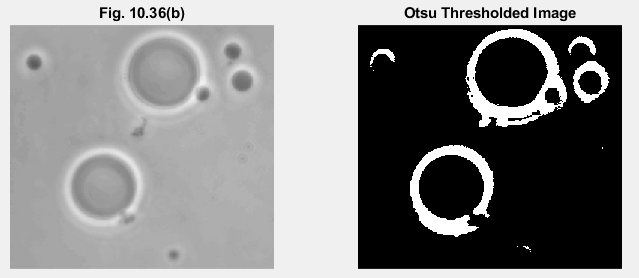 Fig. 10.36(b)
Otsu Thresholded Image